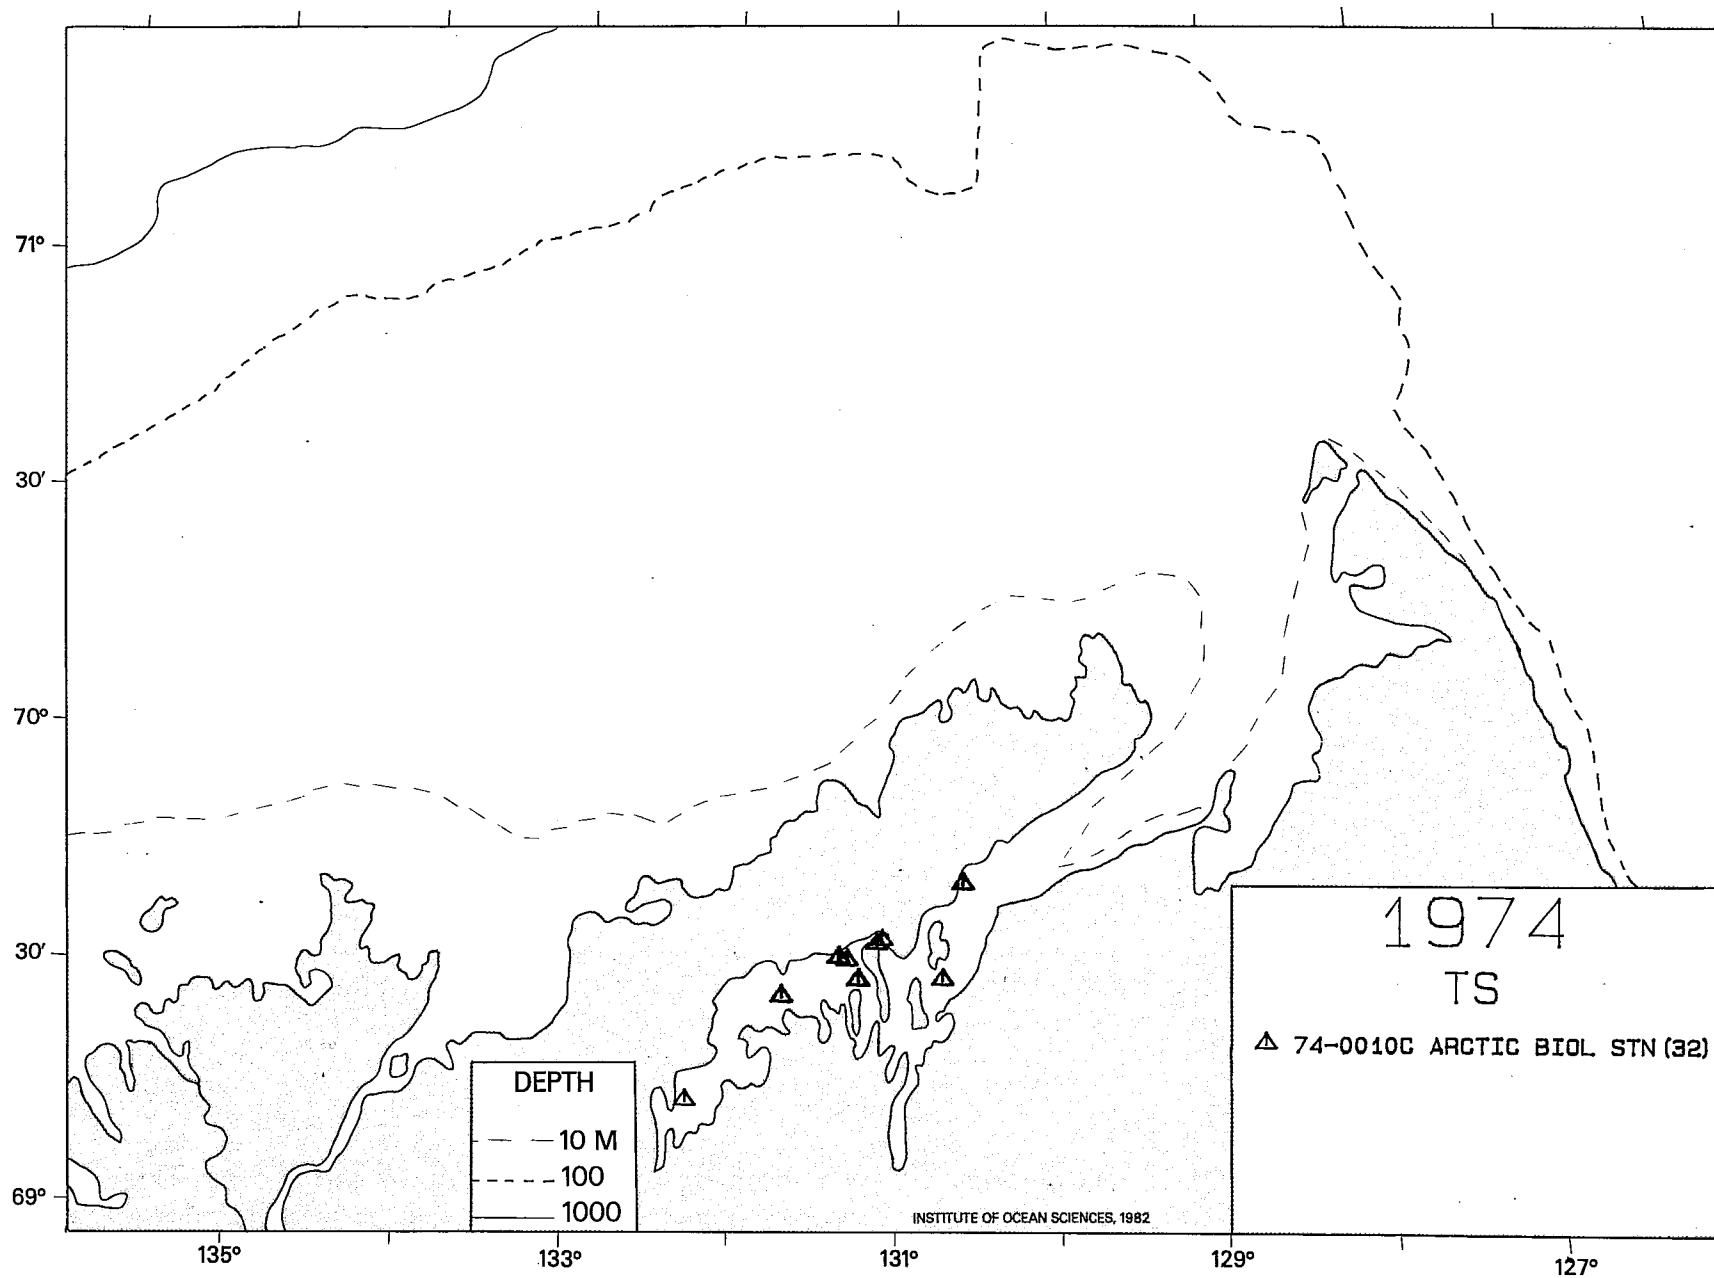 71°
30'
70°
30'
69°
1974
TS
74-0010C ARCTIC BIOL STN (32)
DEPTH
10 M
100
1000
INSTITUTE OF OCEAN SCIENCES, 1982
135°
133°
131°
129°
127°